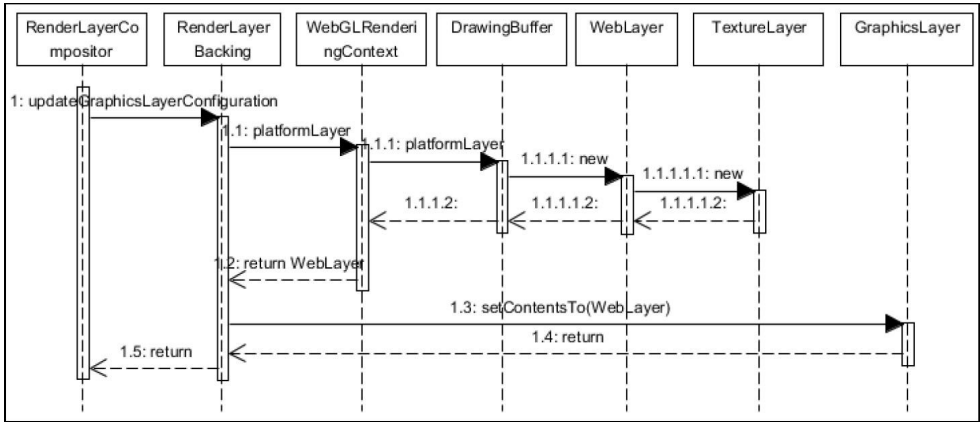 RenderLayerCo
mpositor
RenderLayer
Backing
WebGLRenderi
ngContext
DrawingBuffer
WebLayer
TextureLayer
GraphicsLayer
1: updateGraphicsLayerConfiguration
1.1: platformLayer
1.1.1: platformLayer
1.1.1.1: new
1.1.1.1.1: new
1.1.1.2:
1.1.1.1.2:
1.1.1.1.2:
1.2: return WebLayer
1.3: setContentsTo(WebLayer)
1.4: return
1.5: return